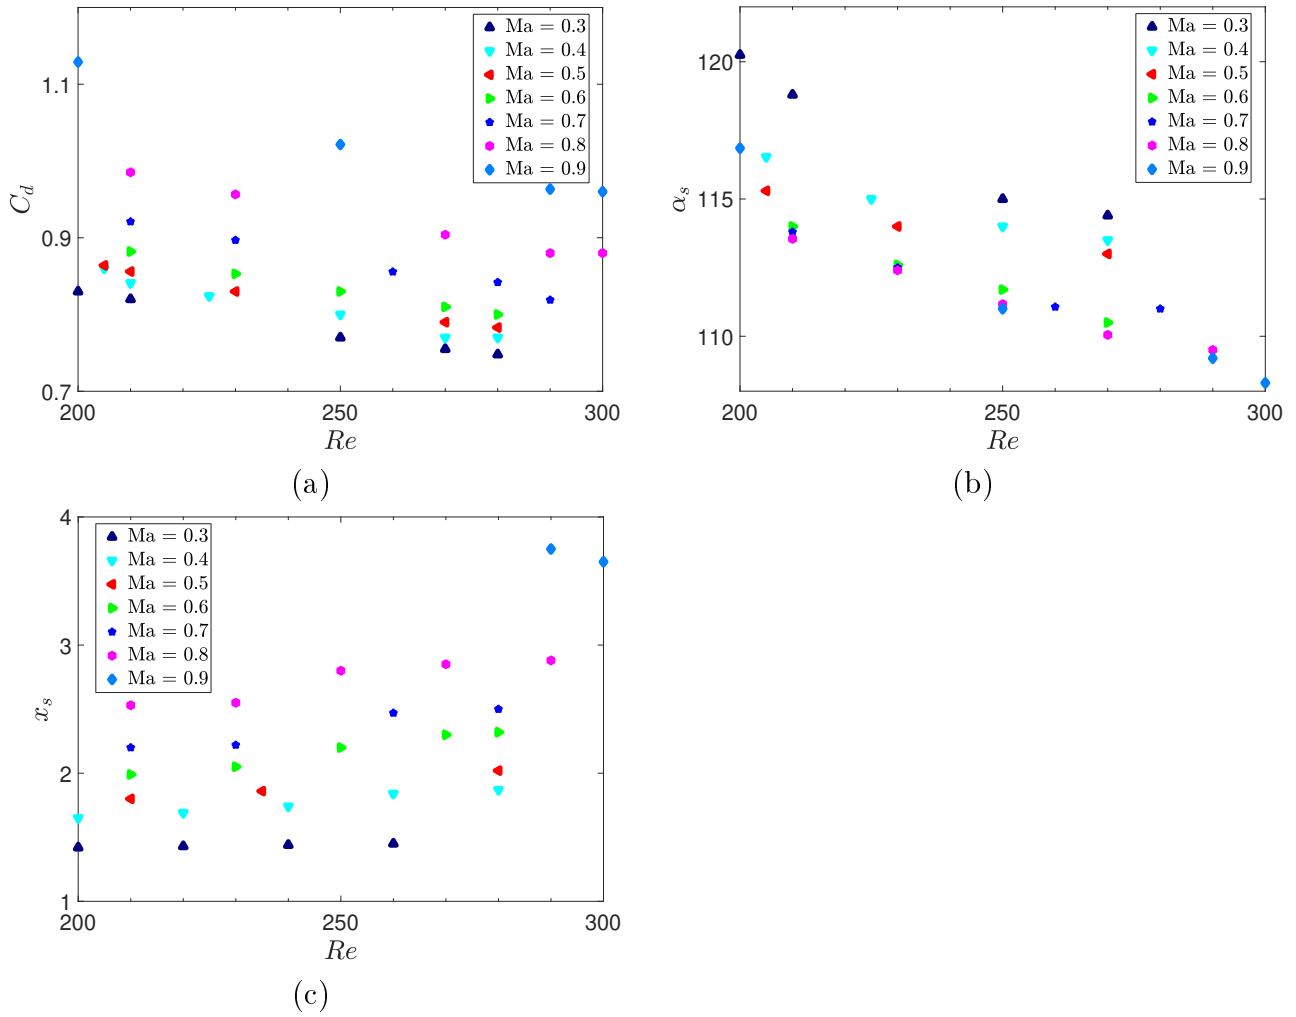 Ma = 0.3
Ma = 0.4
Ma = 0.5
Ma = 0.6
Ma = 0.7
Ma = 0.8
Ma = 0.9
1.1
0.9
0.7
C_d
200
250
300
Re
(a)
Ma = 0.3
Ma = 0.4
Ma = 0.5
Ma = 0.6
Ma = 0.7
Ma = 0.8
Ma = 0.9
120
115
110
α_s
200
250
300
Re
(b)
Ma = 0.3
Ma = 0.4
Ma = 0.5
Ma = 0.6
Ma = 0.7
Ma = 0.8
Ma = 0.9
4
3
2
1
x_s
200
250
300
Re
(c)